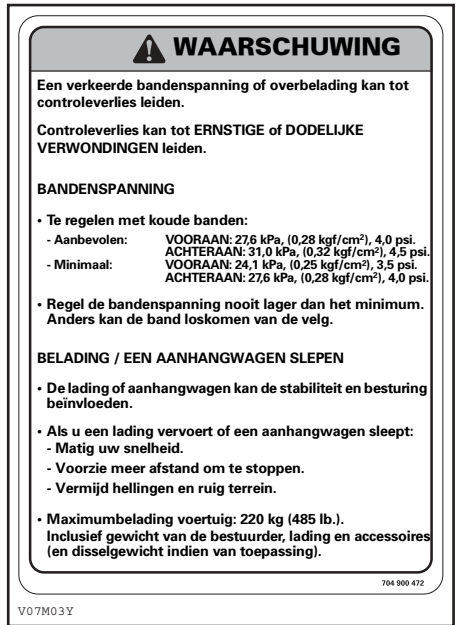 WAARSCHUWING
Een verkeerde bandenspanning of overbelading kan tot
controleverlies leiden.
Controleverlies kan tot ERNSTIGE of DODELIJKE
VERWONDINGEN leiden.
BANDENSPANNING
• Te regelen met koude banden:
- Aanbevolen: VOORAAN: 27,6 kPa, (0,28 kgf/cm²), 4,0 psi.
ACHTERAAN: 31,0 kPa, (0,32 kgf/cm²), 4,5 psi.
- Minimaal: VOORAAN: 24,1 kPa, (0,25 kgf/cm²), 3,5 psi.
ACHTERAAN: 27,6 kPa, (0,28 kgf/cm²), 4,0 psi.
• Regel de bandenspanning nooit lager dan het minimum.
Anders kan de band loskomen van de velg.
BELADING / EEN AANHANGWAGEN SLEPEN
• De lading of aanhangwagen kan de stabiliteit en besturing
beïnvloeden.
• Als u een lading vervoert of een aanhangwagen sleept:
- Matig uw snelheid.
- Voorzie meer afstand om te stoppen.
- Vermijd hellingen en ruig terrein.
• Maximumbelading voertuig: 220 kg (485 lb.).
Inclusief gewicht van de bestuurder, lading en accessoires
(en disselgewicht indien van toepassing).
704 900 472
V07M03Y